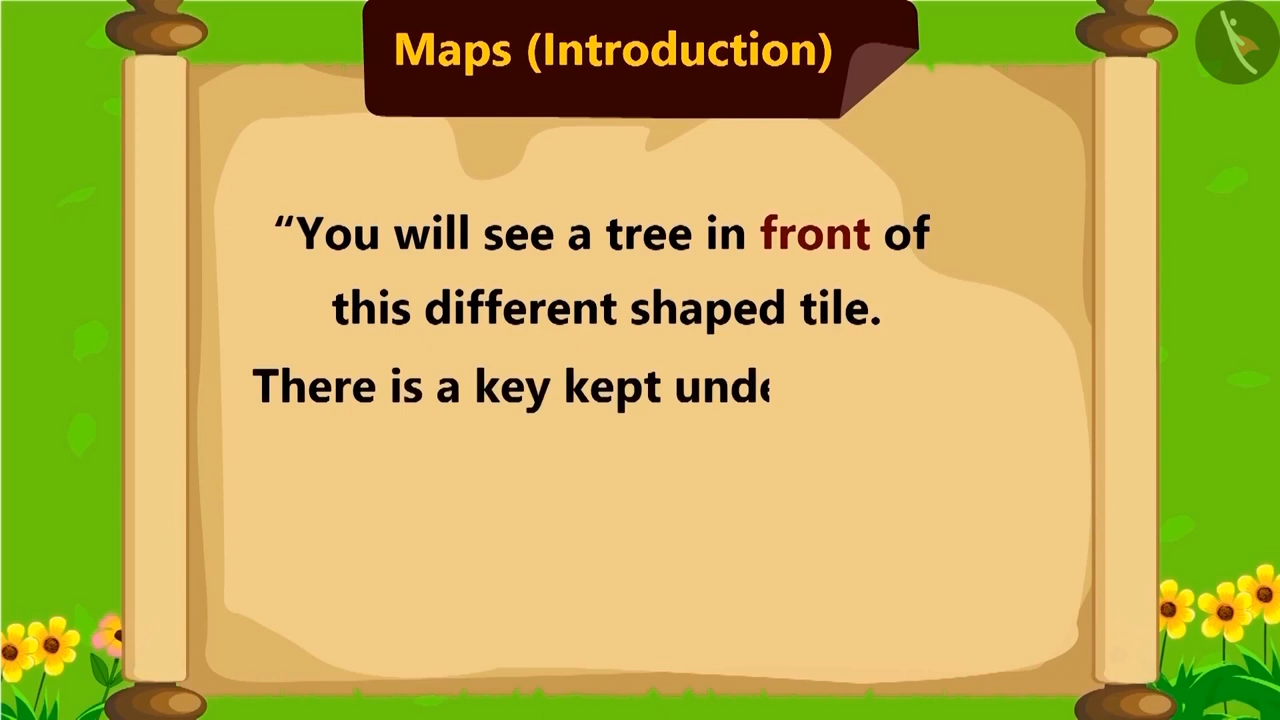 Maps (Introduction)
“You will see a tree in front of
this different shaped tile.
There is a key kept